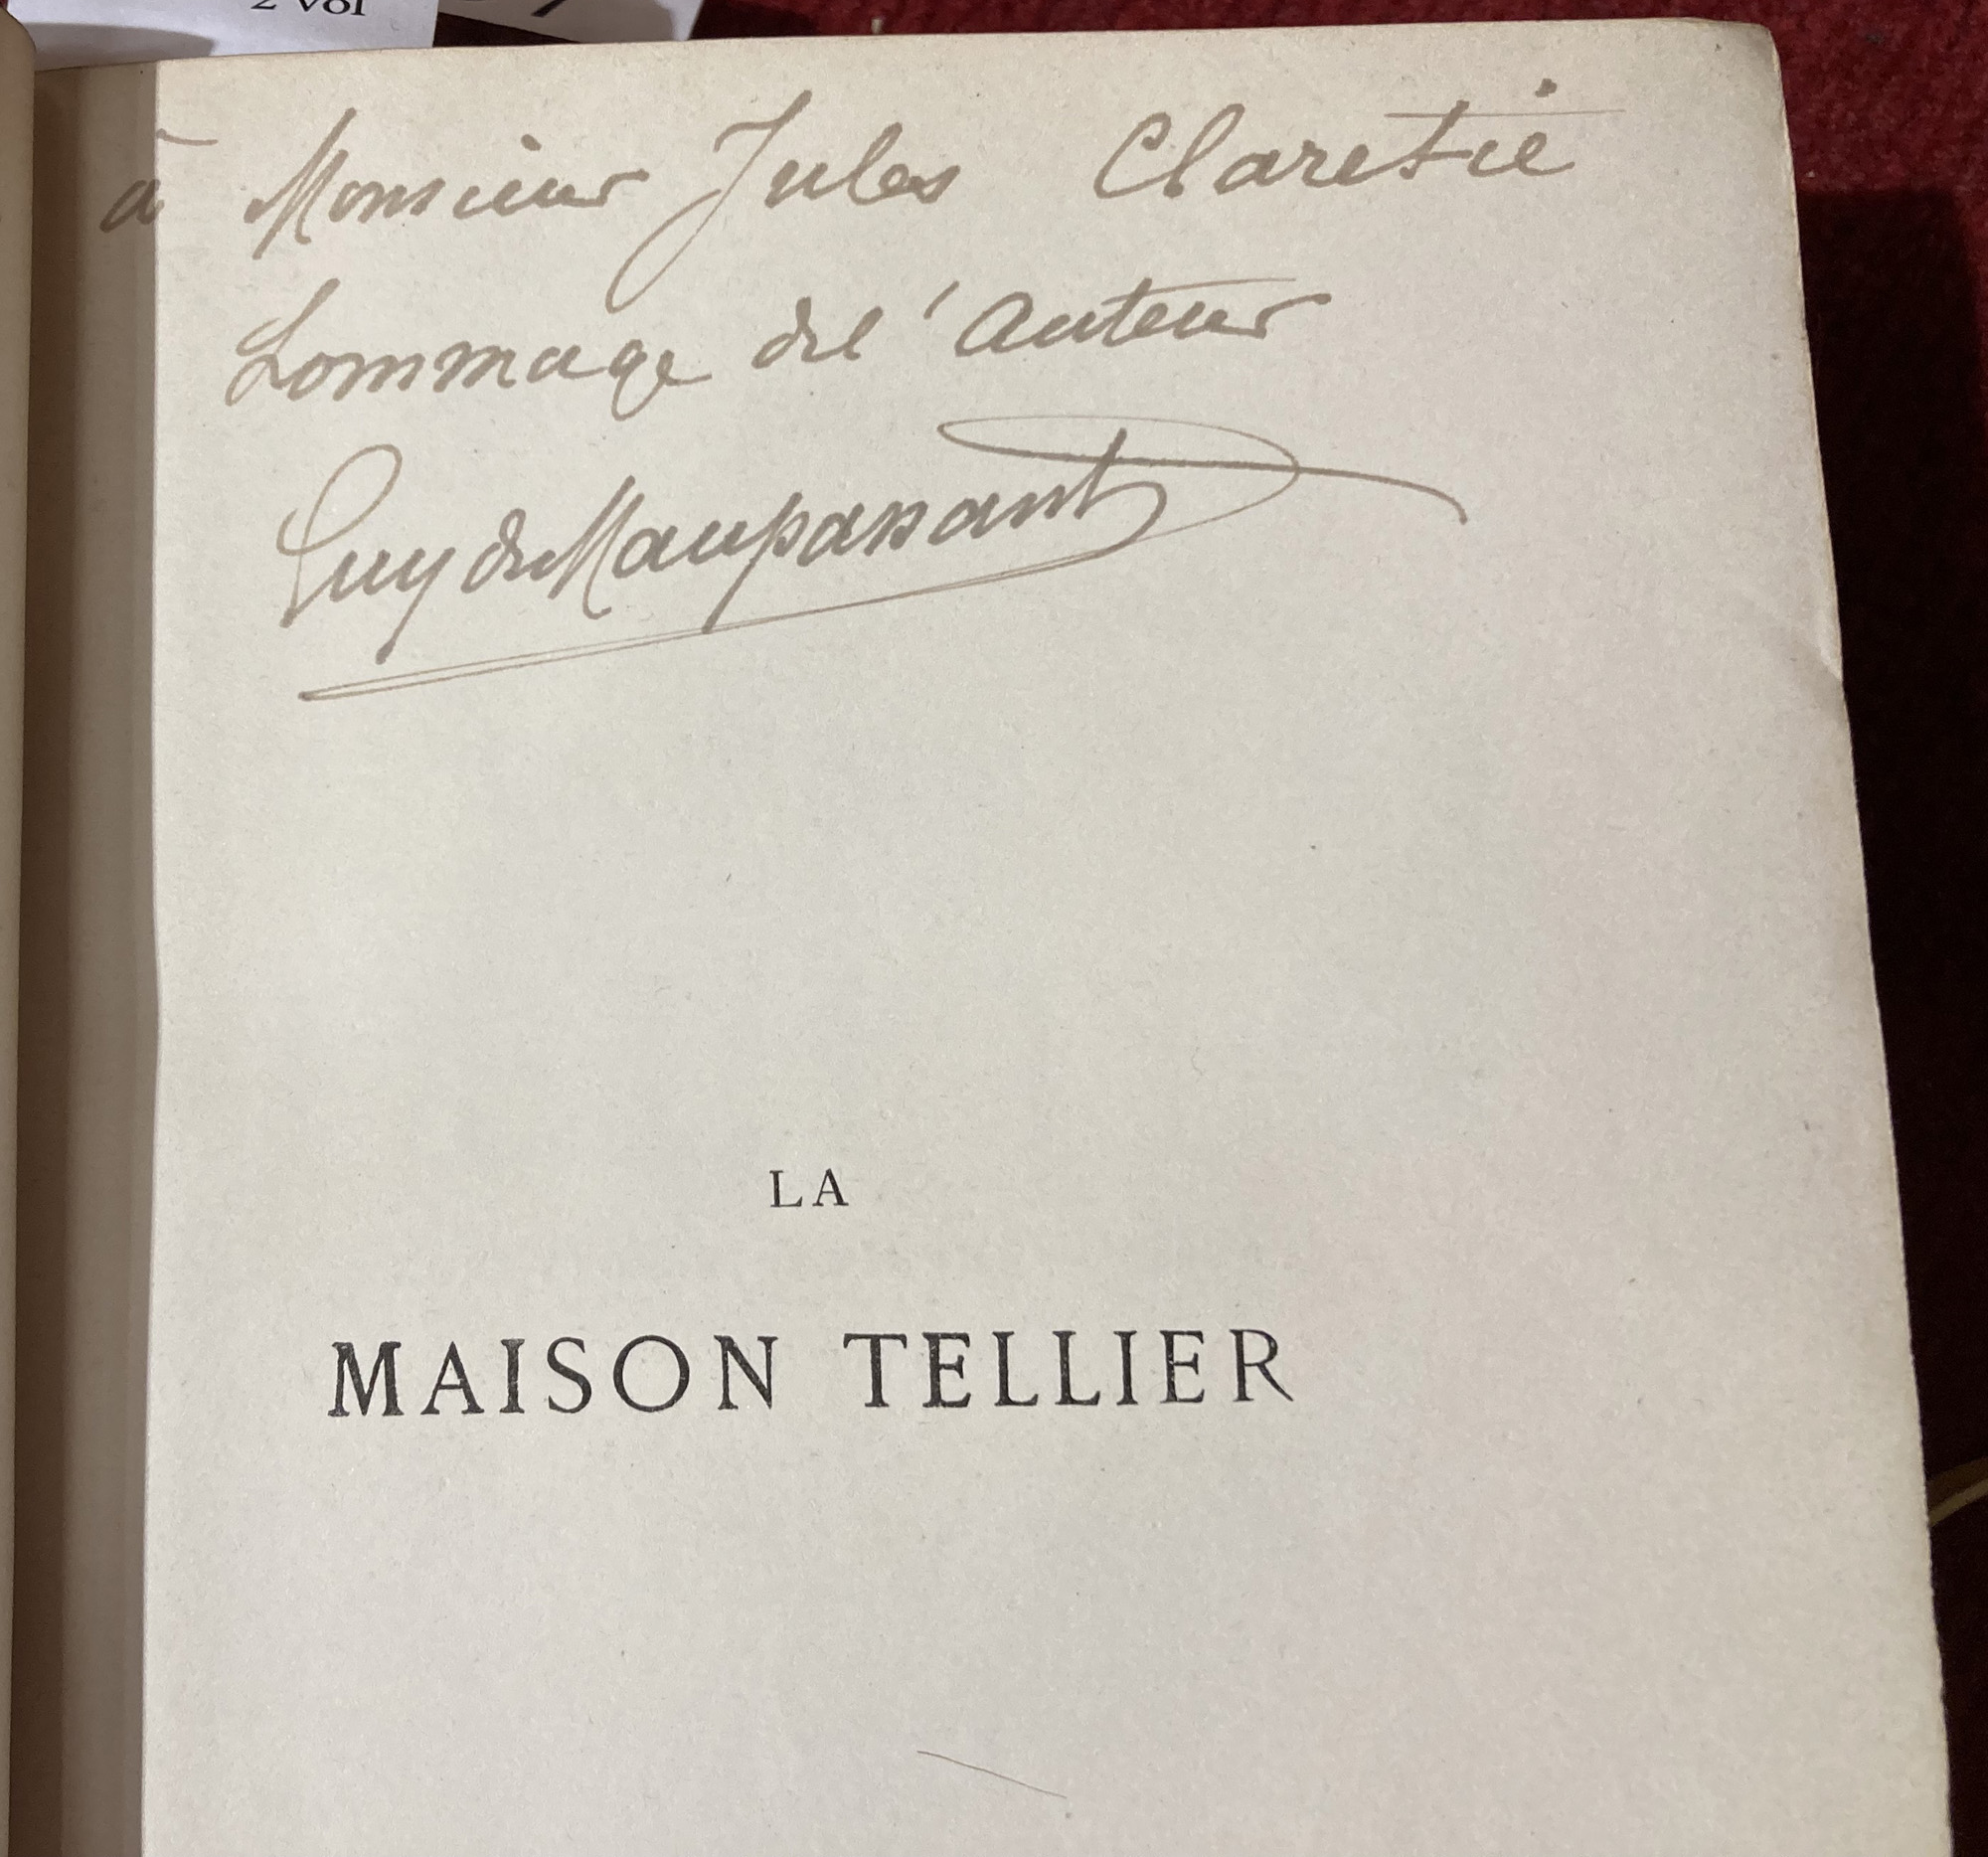 2 vol
à Monsieur Jules Claretie
hommage de l'auteur
Guy de Maupassant
LA
MAISON TELLIER